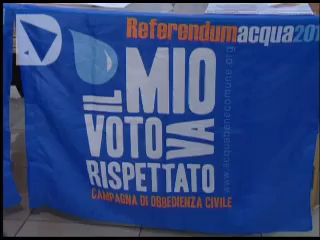 Referendumacqua201
IL MIO
VOTO VA
RISPETTATO
CAMPAGNA DI OBBEDIENZA CIVILE
www.acquabenecomune.org